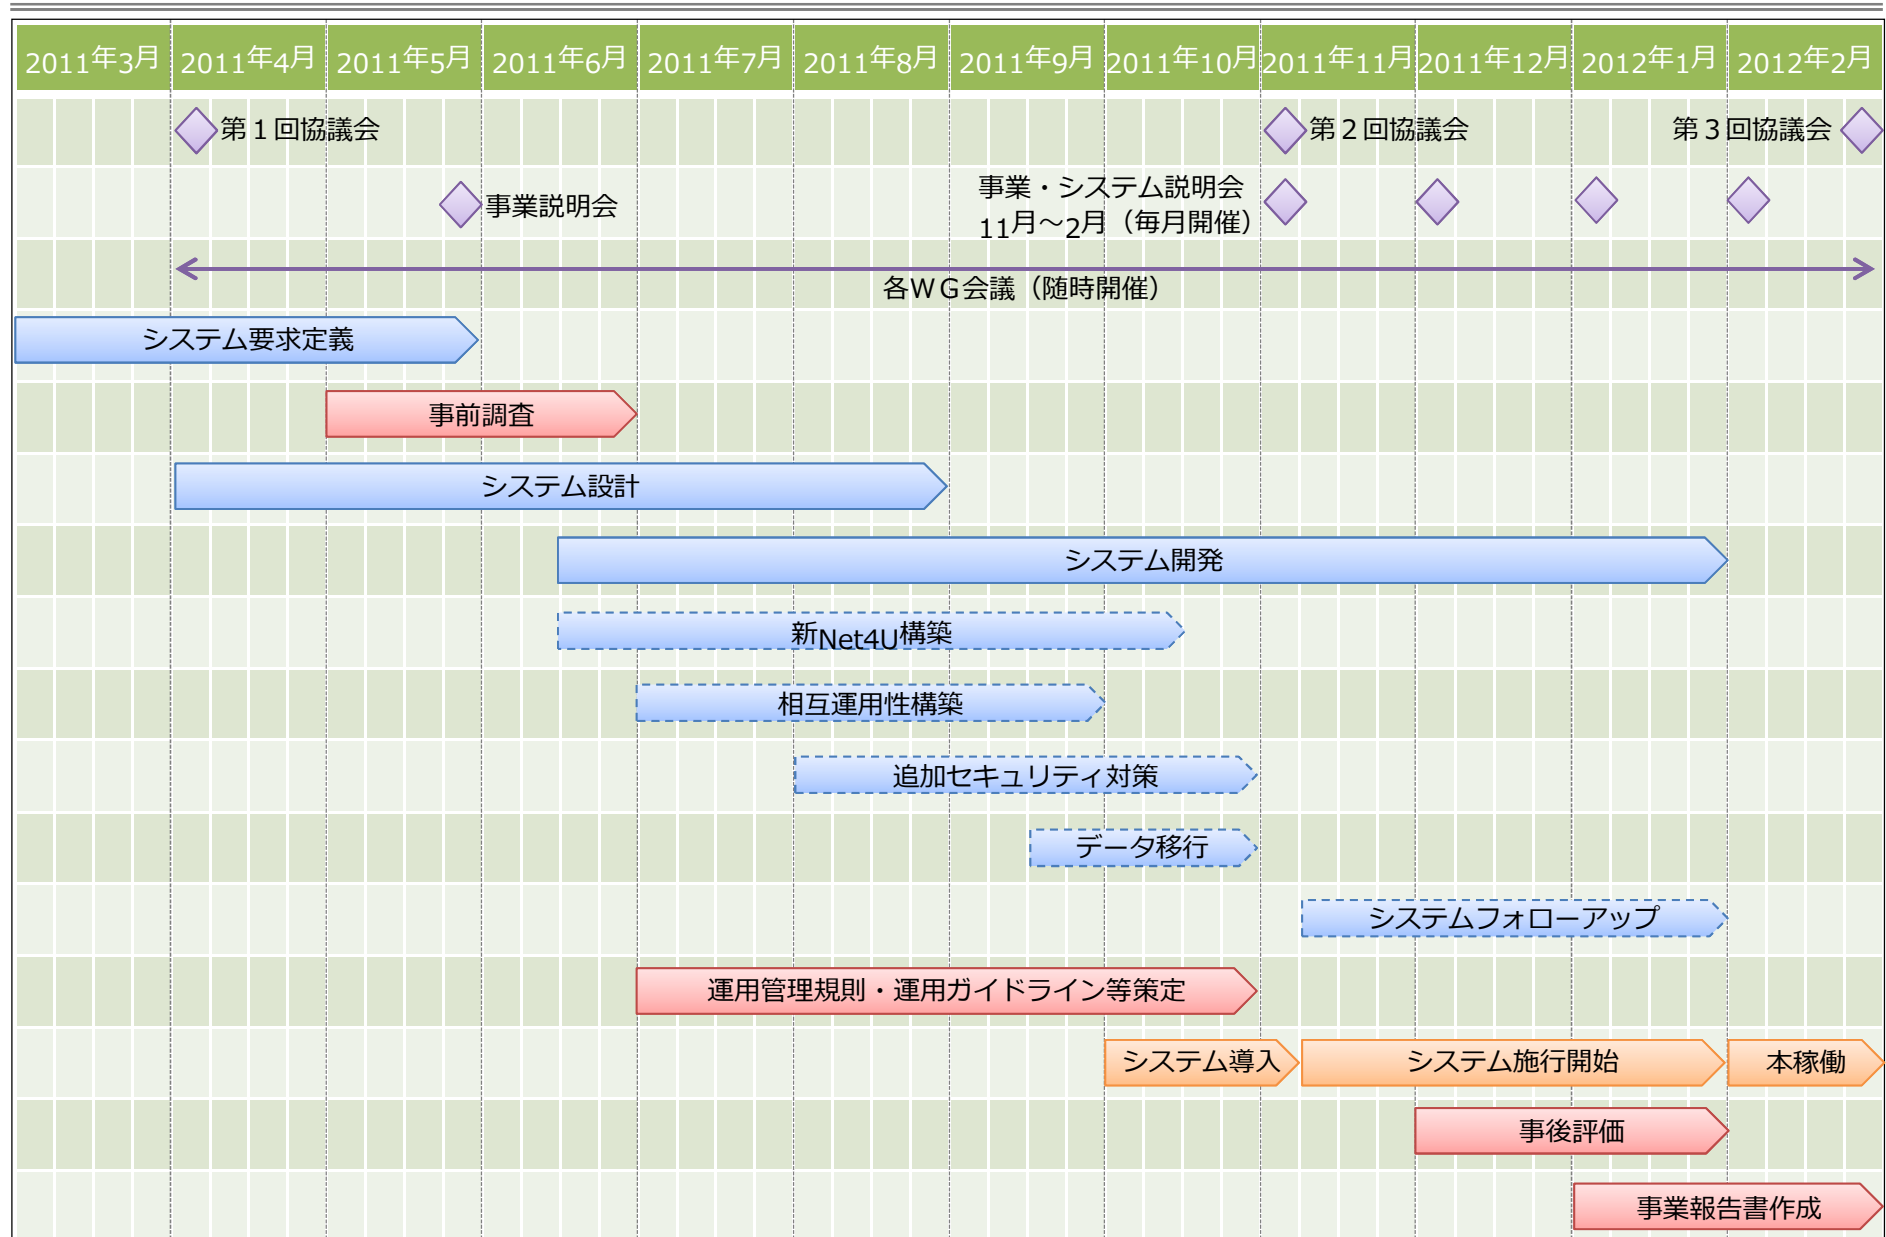 2011年3月 2011年4月 2011年5月 2011年6月 2011年7月 2011年8月 2011年9月 2011年10月 2011年11月 2011年12月 2012年1月 2012年2月
第１回協議会 第２回協議会 第３回協議会
事業説明会
事業・システム説明会
11月～2月（毎月開催）
各ＷＧ会議（随時開催）
システム要求定義
事前調査
システム設計
システム開発
新Net4U構築
相互運用性構築
追加セキュリティ対策
データ移行
システムフォローアップ
運用管理規則・運用ガイドライン等策定
システム導入 システム施行開始 本稼働
事後評価
事業報告書作成